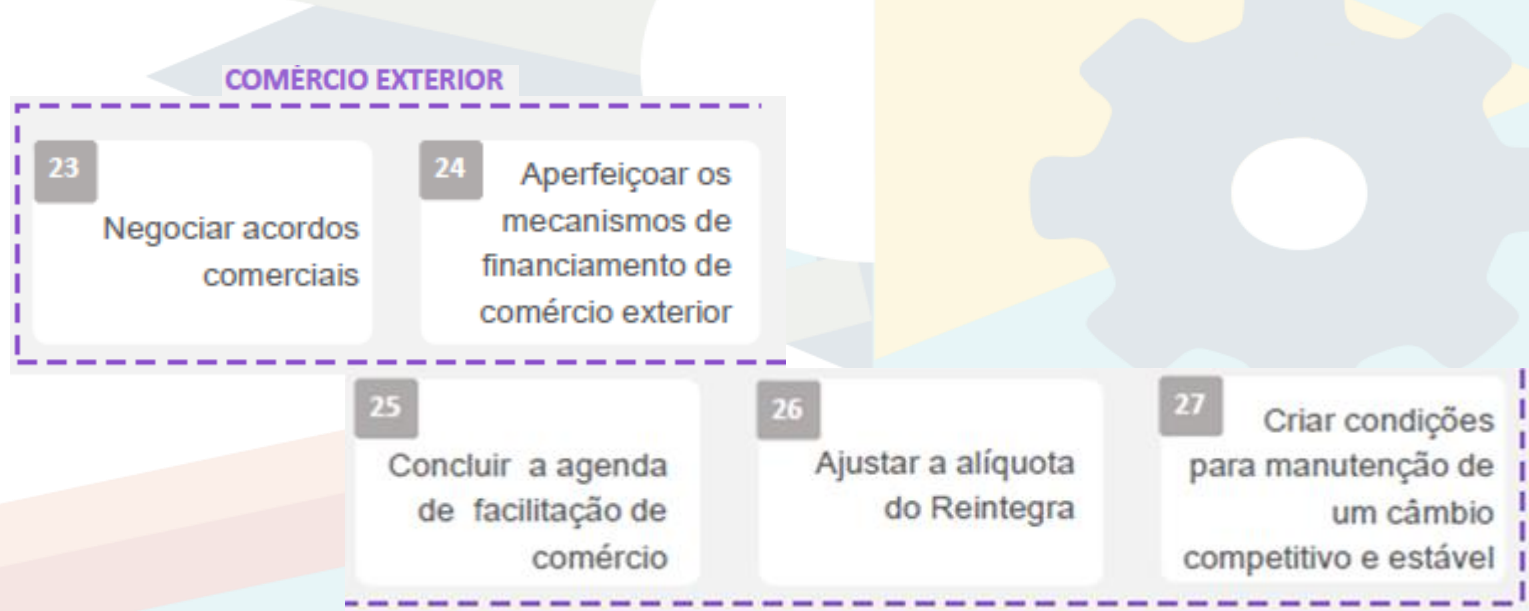 COMÉRCIO EXTERIOR
23
Negociar acordos
comerciais
24
Aperfeiçoar os
mecanismos de
financiamento de
comércio exterior
25
Concluir a agenda
de facilitação de
comércio
26
Ajustar a alíquota
do Reintegra
27
Criar condições
para manutenção de
um câmbio
competitivo e estável